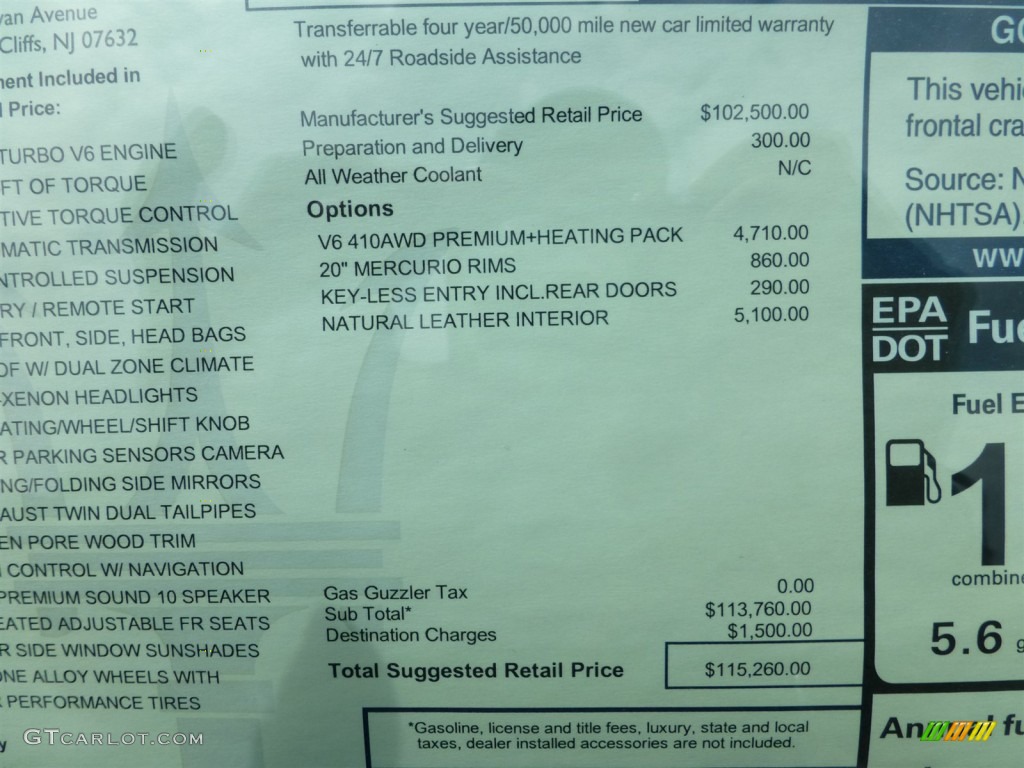 van Avenue
Cliffs, NJ 07632
ment Included in
Price:
TURBO V6 ENGINE
FT OF TORQUE
TIVE TORQUE CONTROL
MATIC TRANSMISSION
NTROLLED SUSPENSION
RY / REMOTE START
FRONT, SIDE, HEAD BAGS
OF W/ DUAL ZONE CLIMATE
-XENON HEADLIGHTS
ATING/WHEEL/SHIFT KNOB
R PARKING SENSORS CAMERA
NG/FOLDING SIDE MIRRORS
AUST TWIN DUAL TAILPIPES
EN PORE WOOD TRIM
CONTROL W/ NAVIGATION
PREMIUM SOUND 10 SPEAKER
EATED ADJUSTABLE FR SEATS
R SIDE WINDOW SUNSHADES
ONE ALLOY WHEELS WITH
PERFORMANCE TIRES
y
Transferrable four year/50,000 mile new car limited warranty
with 24/7 Roadside Assistance
Manufacturer's Suggested Retail Price $102,500.00
Preparation and Delivery 300.00
All Weather Coolant N/C
Options
V6 410AWD PREMIUM+HEATING PACK 4,710.00
20" MERCURIO RIMS 860.00
KEY-LESS ENTRY INCL.REAR DOORS 290.00
NATURAL LEATHER INTERIOR 5,100.00
Gas Guzzler Tax 0.00
Sub Total* $113,760.00
Destination Charges $1,500.00
Total Suggested Retail Price $115,260.00
*Gasoline, license and title fees, luxury, state and local
taxes, dealer installed accessories are not included.
GO
This vehi
frontal cra
Source: N
(NHTSA)
ww
EPA
DOT
Fue
Fuel E
1
combine
5.6 g
An fu
GTCARLOT.COM